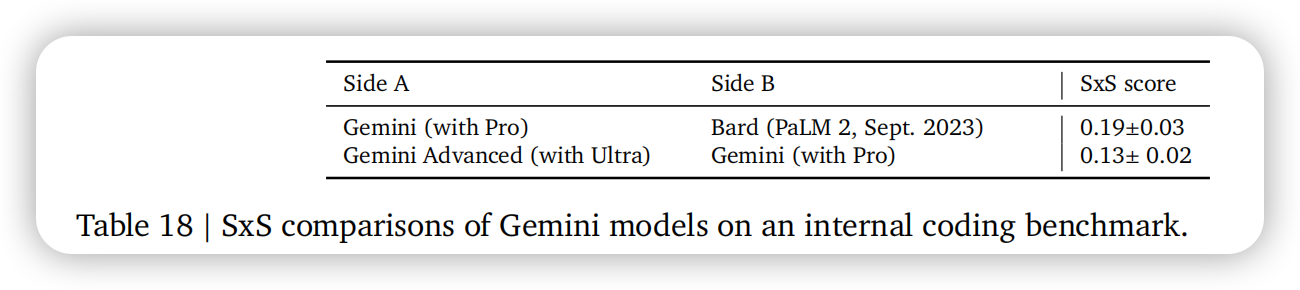 Side A Side B SxS score
Gemini (with Pro) Bard (PaLM 2, Sept. 2023) 0.19±0.03
Gemini Advanced (with Ultra) Gemini (with Pro) 0.13± 0.02
Table 18 | SxS comparisons of Gemini models on an internal coding benchmark.